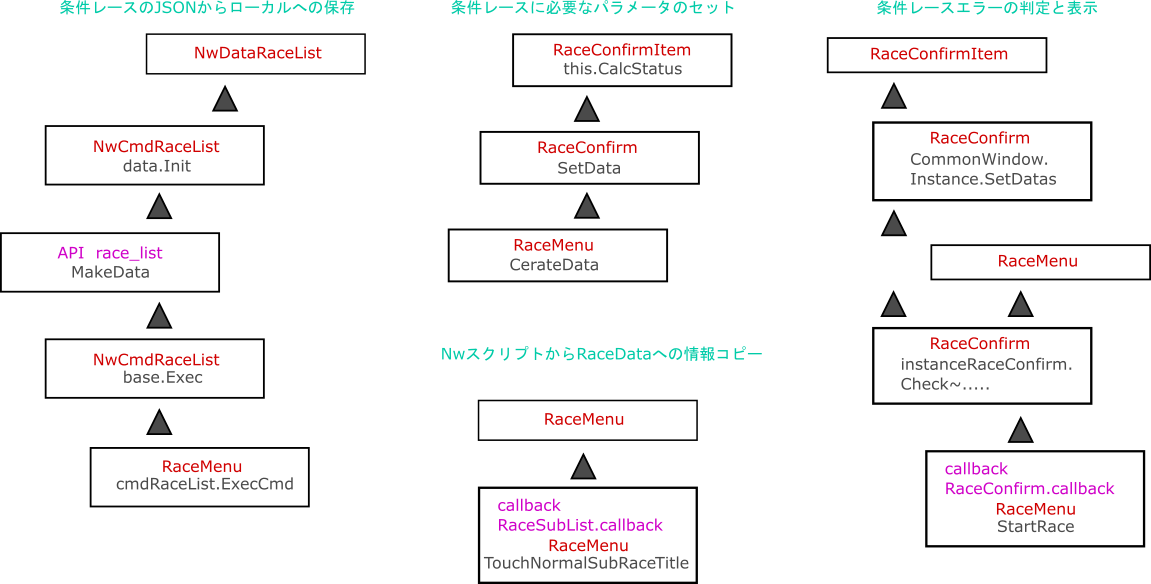 条件レースのJSONからローカルへの保存
NwDataRaceList
NwCmdRaceList
data.Init
API race_list
MakeData
NwCmdRaceList
base.Exec
RaceMenu
cmdRaceList.ExecCmd
条件レースに必要なパラメータのセット
RaceConfirmItem
this.CalcStatus
RaceConfirm
SetData
RaceMenu
CerateData
NwスクリプトからRaceDataへの情報コピー
RaceMenu
callback
RaceSubList.callback
RaceMenu
TouchNormalSubRaceTitle
条件レースエラーの判定と表示
RaceConfirmItem
RaceConfirm
CommonWindow.
Instance.SetDatas
RaceMenu
RaceConfirm
instanceRaceConfirm.
Check~.....
callback
RaceConfirm.callback
RaceMenu
StartRace